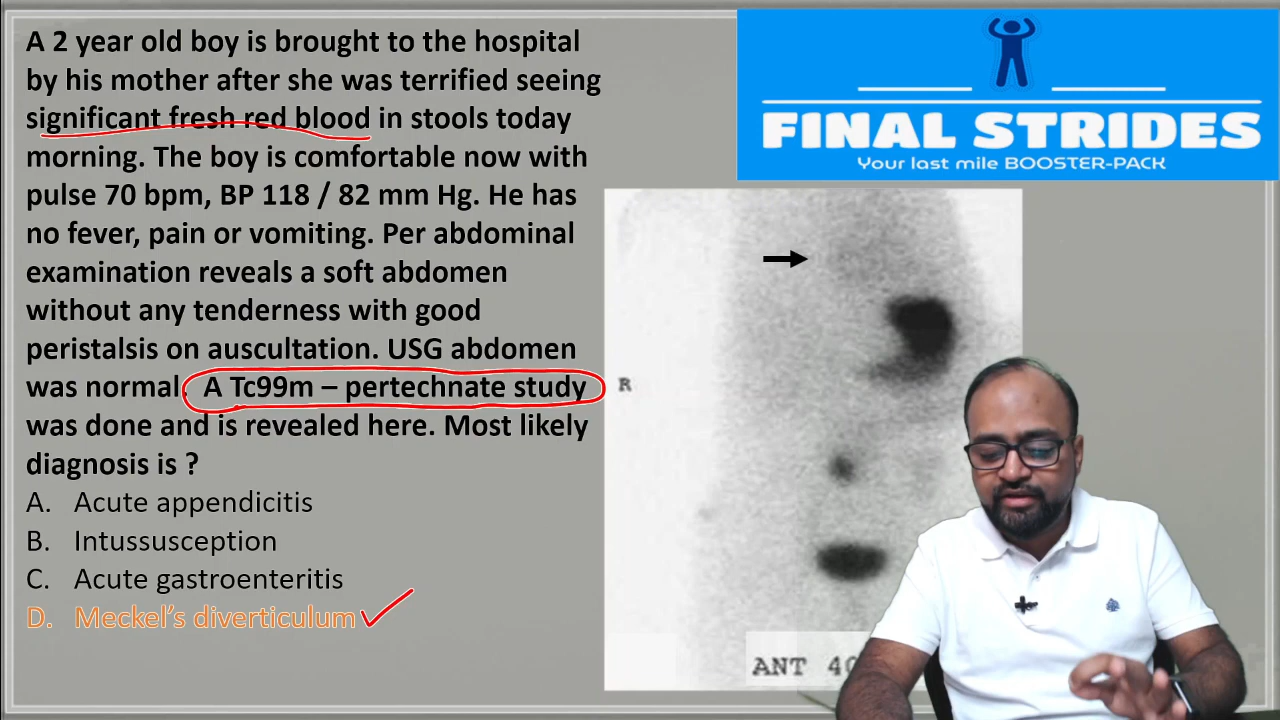 A 2 year old boy is brought to the hospital
by his mother after she was terrified seeing
significant fresh red blood in stools today
morning. The boy is comfortable now with
pulse 70 bpm, BP 118 / 82 mm Hg. He has
no fever, pain or vomiting. Per abdominal
examination reveals a soft abdomen
without any tenderness with good
peristalsis on auscultation. USG abdomen
was normal. A Tc99m – pertechnate study
was done and is revealed here. Most likely
diagnosis is ?
A. Acute appendicitis
B. Intussusception
C. Acute gastroenteritis
D. Meckel's diverticulum
FINAL STRIDES
Your last mile BOOSTER-PACK
R
ANT